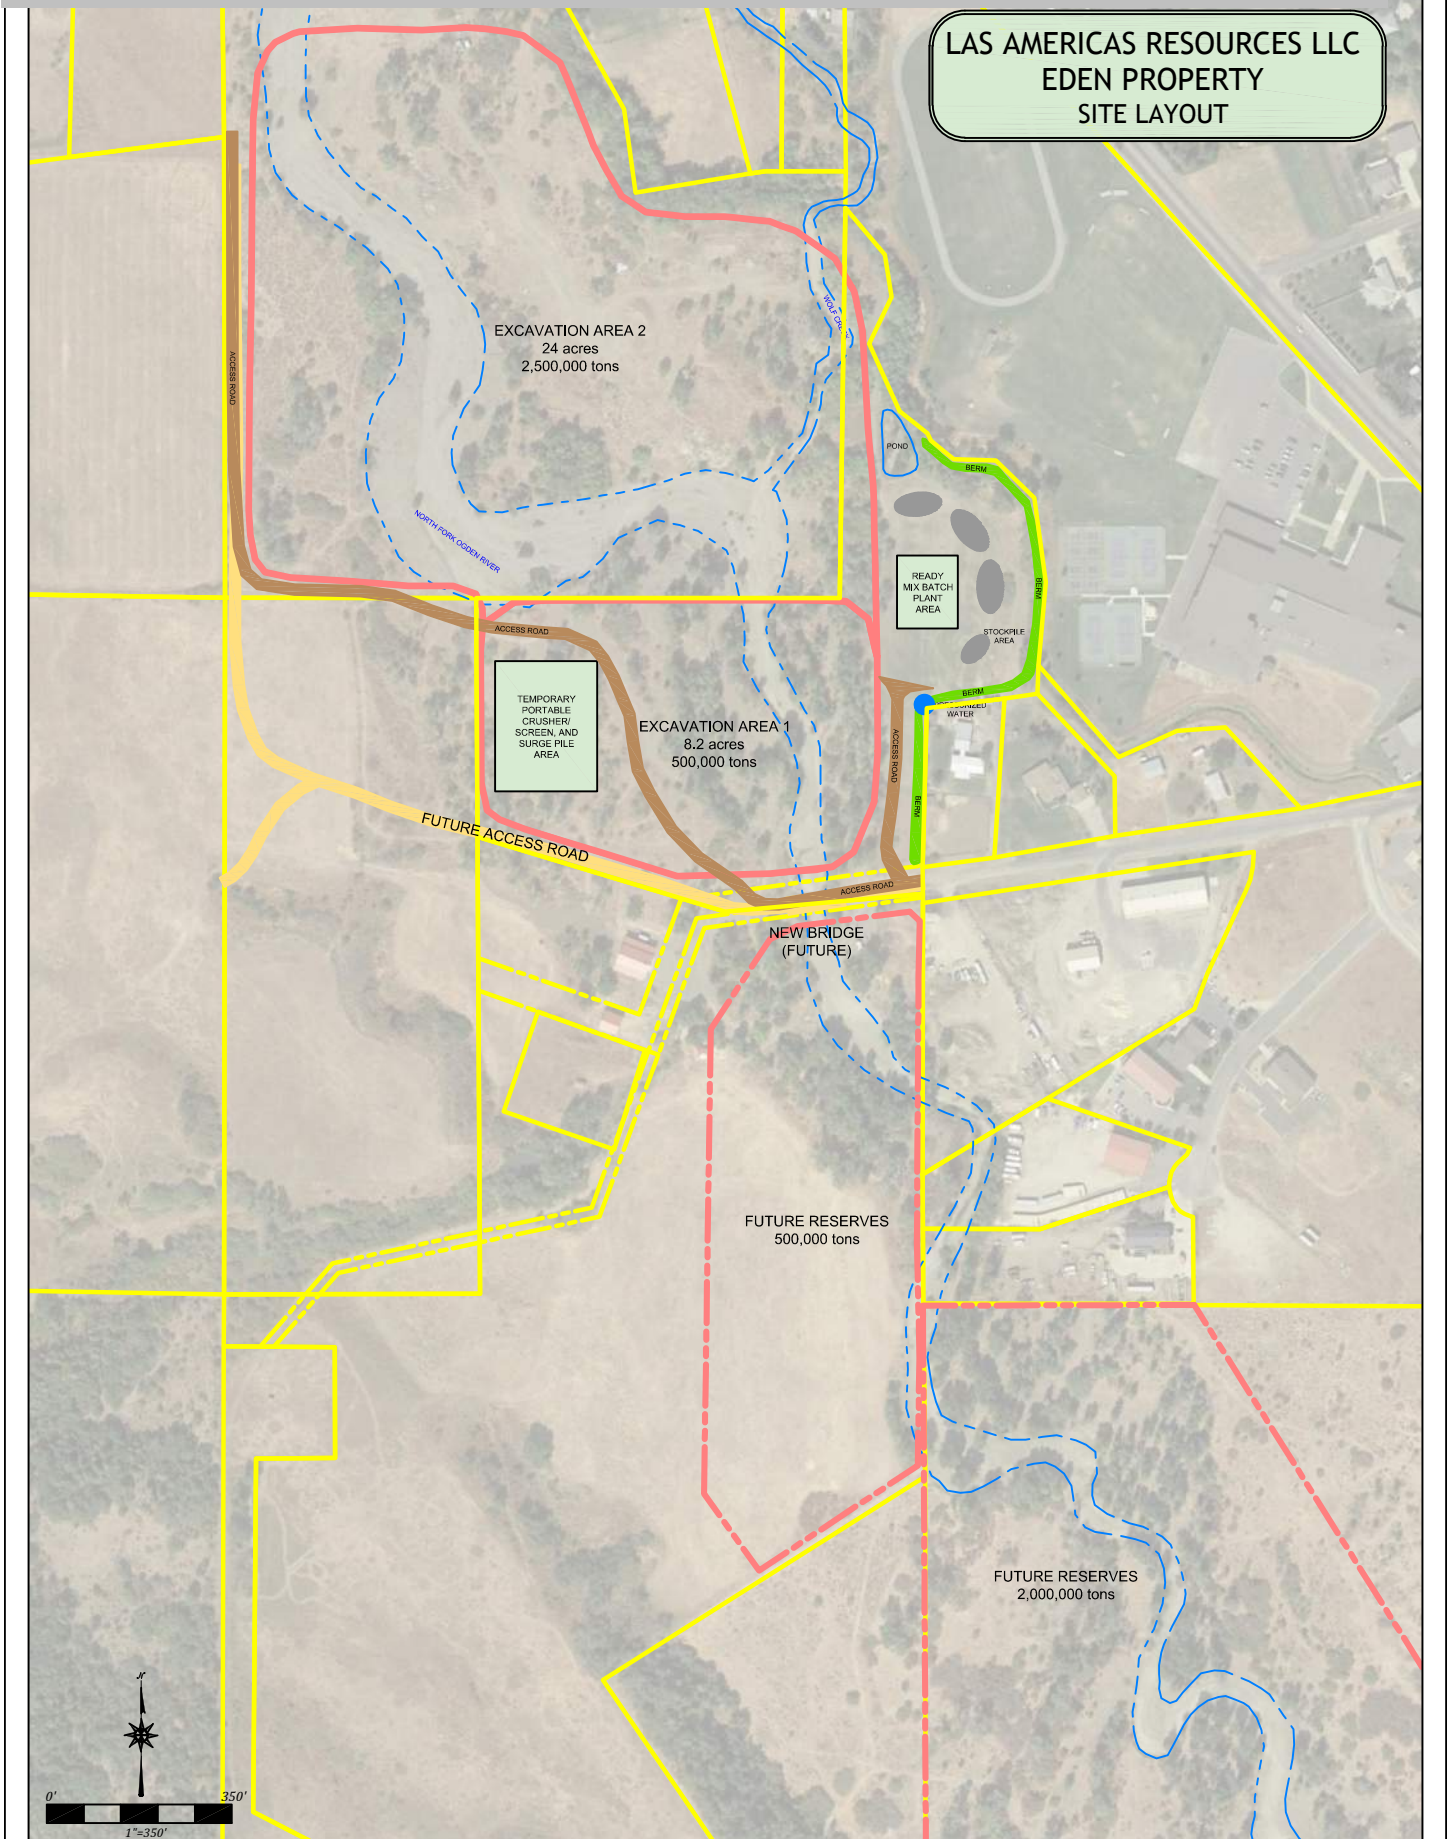 LAS AMERICAS RESOURCES LLC
EDEN PROPERTY
SITE LAYOUT
WOLF
EXCAVATION AREA 2
24 acres
2,500,000 tons
ACCESS ROAD
POND
BERM
NORTH FORK OGDEN RIVER
READY
MIX BATCH
PLANT
AREA
BERM
STOCKPILE
AREA
ACCESS ROAD
BERM
TEMPORARY
PORTABLE
CRUSHER/
SCREEN, AND
SURGE PILE
AREA
WATER
EXCAVATION AREA 1
8.2 acres
500,000 tons
ACCESS ROAD
BERM
FUTURE ACCESS ROAD
ACCESS ROAD
NEW BRIDGE
(FUTURE)
FUTURE RESERVES
500,000 tons
FUTURE RESERVES
2,000,000 tons
N
0' 350'
1"=350'